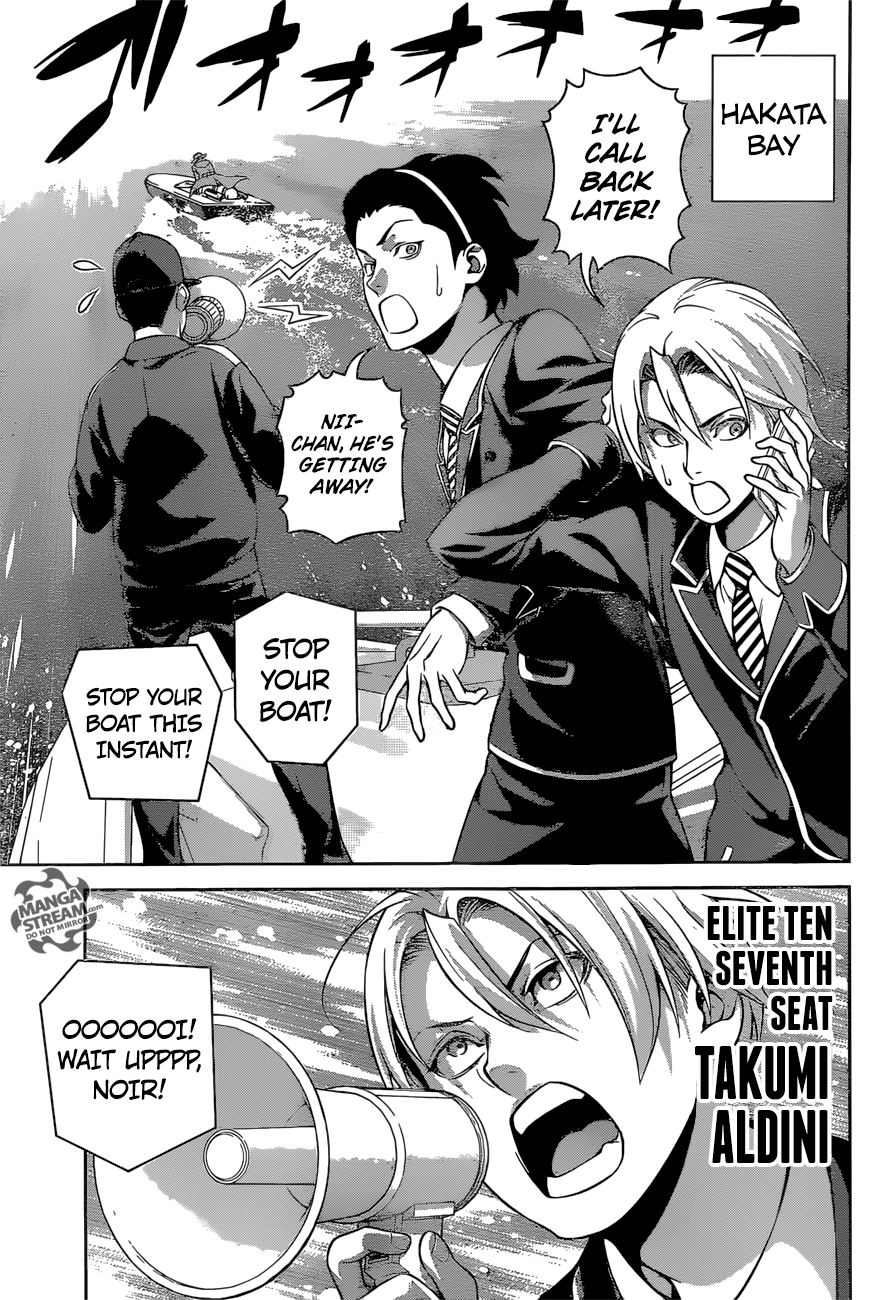 HAKATA
BAY
I'LL
CALL
BACK
LATER!
ブオオオオオオ
NII-
CHAN, HE'S
GETTING
AWAY!
STOP
YOUR
BOAT!
STOP YOUR
BOAT THIS
INSTANT!
MANGA
STREAM.com
DO NOT MIRROR
ELITE TEN
SEVENTH
SEAT
TAKUMI
ALDINI
OOOOOOI!
WAIT UPPPP,
NOIR!